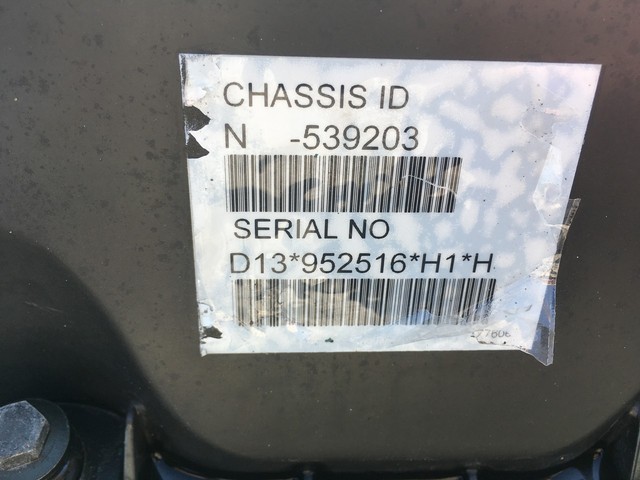 CHASSIS ID
N -539203
SERIAL NO
D13*952516*H1*H